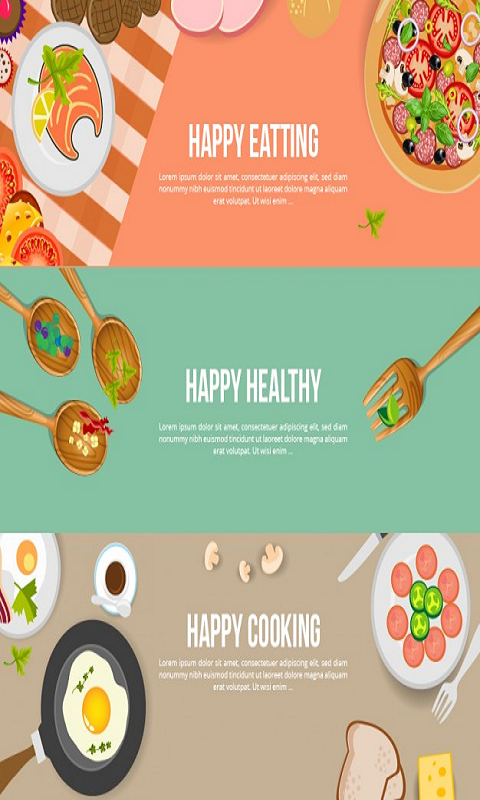 HAPPY EATTING
Lorem ipsum dolor sit amet, consectetuer adipiscing elit, sed diam
nonummy nibh euismod tincidunt ut laoreet dolore magna aliquam
erat volutpat. Ut wisi enim ...
HAPPY HEALTHY
Lorem ipsum dolor sit amet, consectetuer adipiscing elit, sed diam
nonummy nibh euismod tincidunt ut laoreet dolore magna aliquam
erat volutpat. Ut wisi enim ...
HAPPY COOKING
Lorem ipsum dolor sit amet, consectetuer adipiscing elit, sed diam
nonummy nibh euismod tincidunt ut laoreet dolore magna aliquam
erat volutpat. Ut wisi enim ...